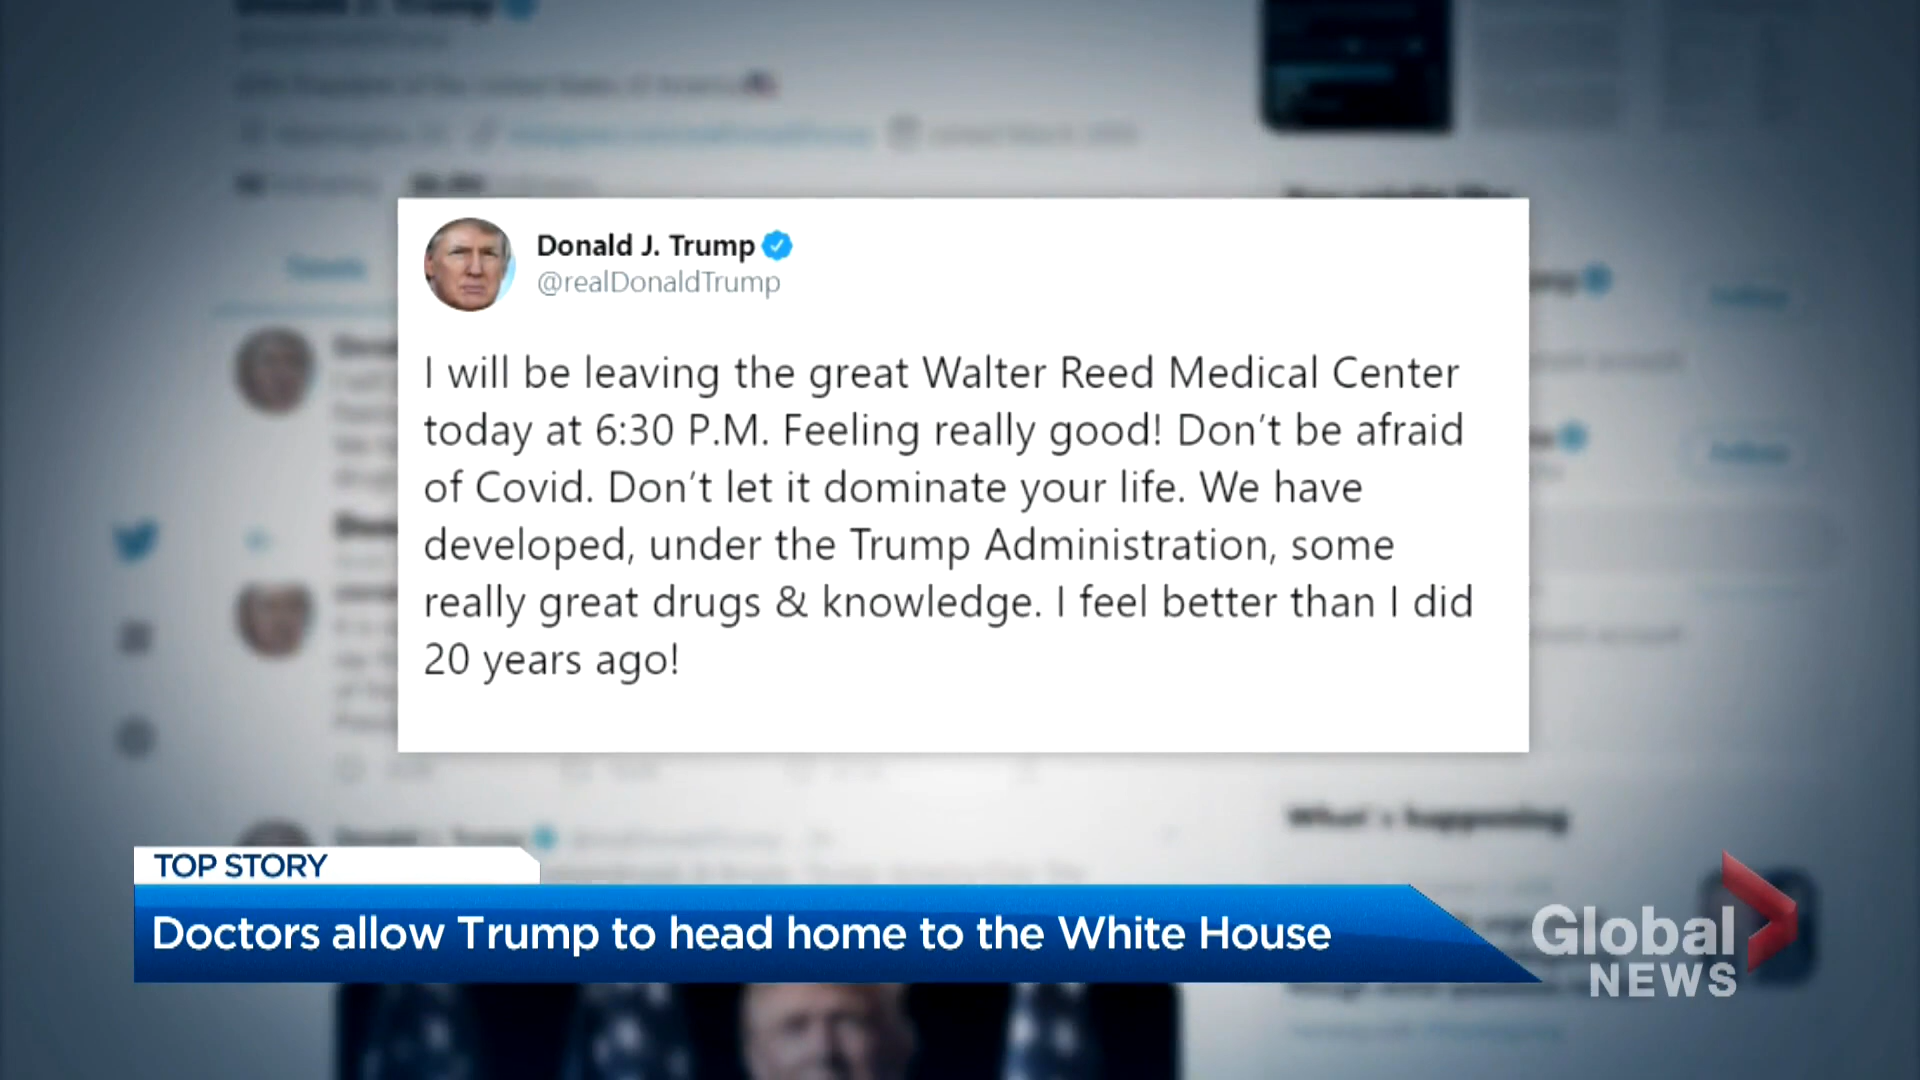 Donald J. Trump
@realDonaldTrump
I will be leaving the great Walter Reed Medical Center
today at 6:30 P.M. Feeling really good! Don’t be afraid
of Covid. Don’t let it dominate your life. We have
developed, under the Trump Administration, some
really great drugs & knowledge. I feel better than I did
20 years ago!
What's happening
TOP STORY
Doctors allow Trump to head home to the White House
Global
NEWS